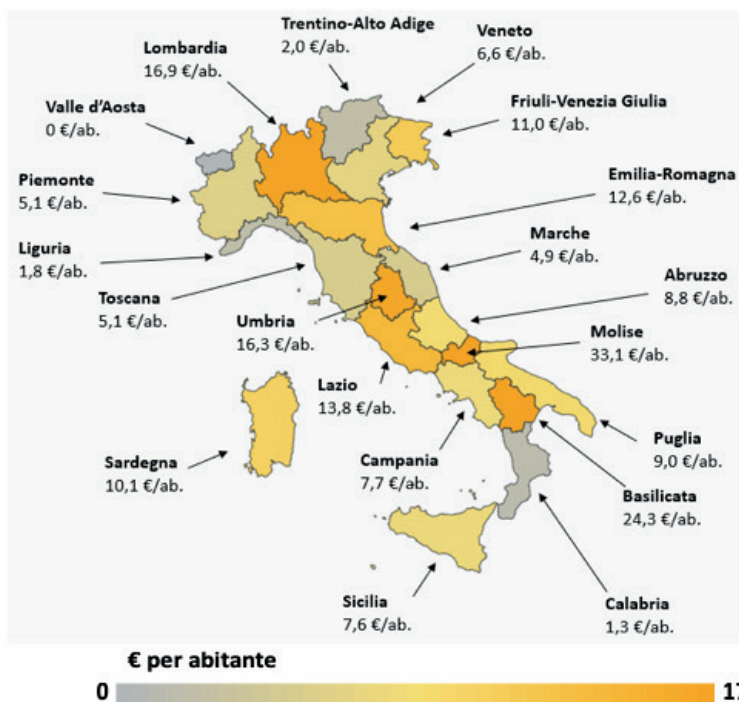 Trentino-Alto Adige
2,0 €/ab.
Veneto
6,6 €/ab.
Lombardia
16,9 €/ab.
Friuli-Venezia Giulia
11,0 €/ab.
Valle d'Aosta
0 €/ab.
Emilia-Romagna
12,6 €/ab.
Piemonte
5,1 €/ab.
Marche
4,9 €/ab.
Liguria
1,8 €/ab.
Abruzzo
8,8 €/ab.
Toscana
5,1 €/ab.
Umbria
16,3 €/ab.
Molise
33,1 €/ab.
Lazio
13,8 €/ab.
Puglia
9,0 €/ab.
Sardegna
10,1 €/ab.
Campania
7,7 €/ab.
Basilicata
24,3 €/ab.
Sicilia
7,6 €/ab.
Calabria
1,3 €/ab.
€ per abitante
0
17